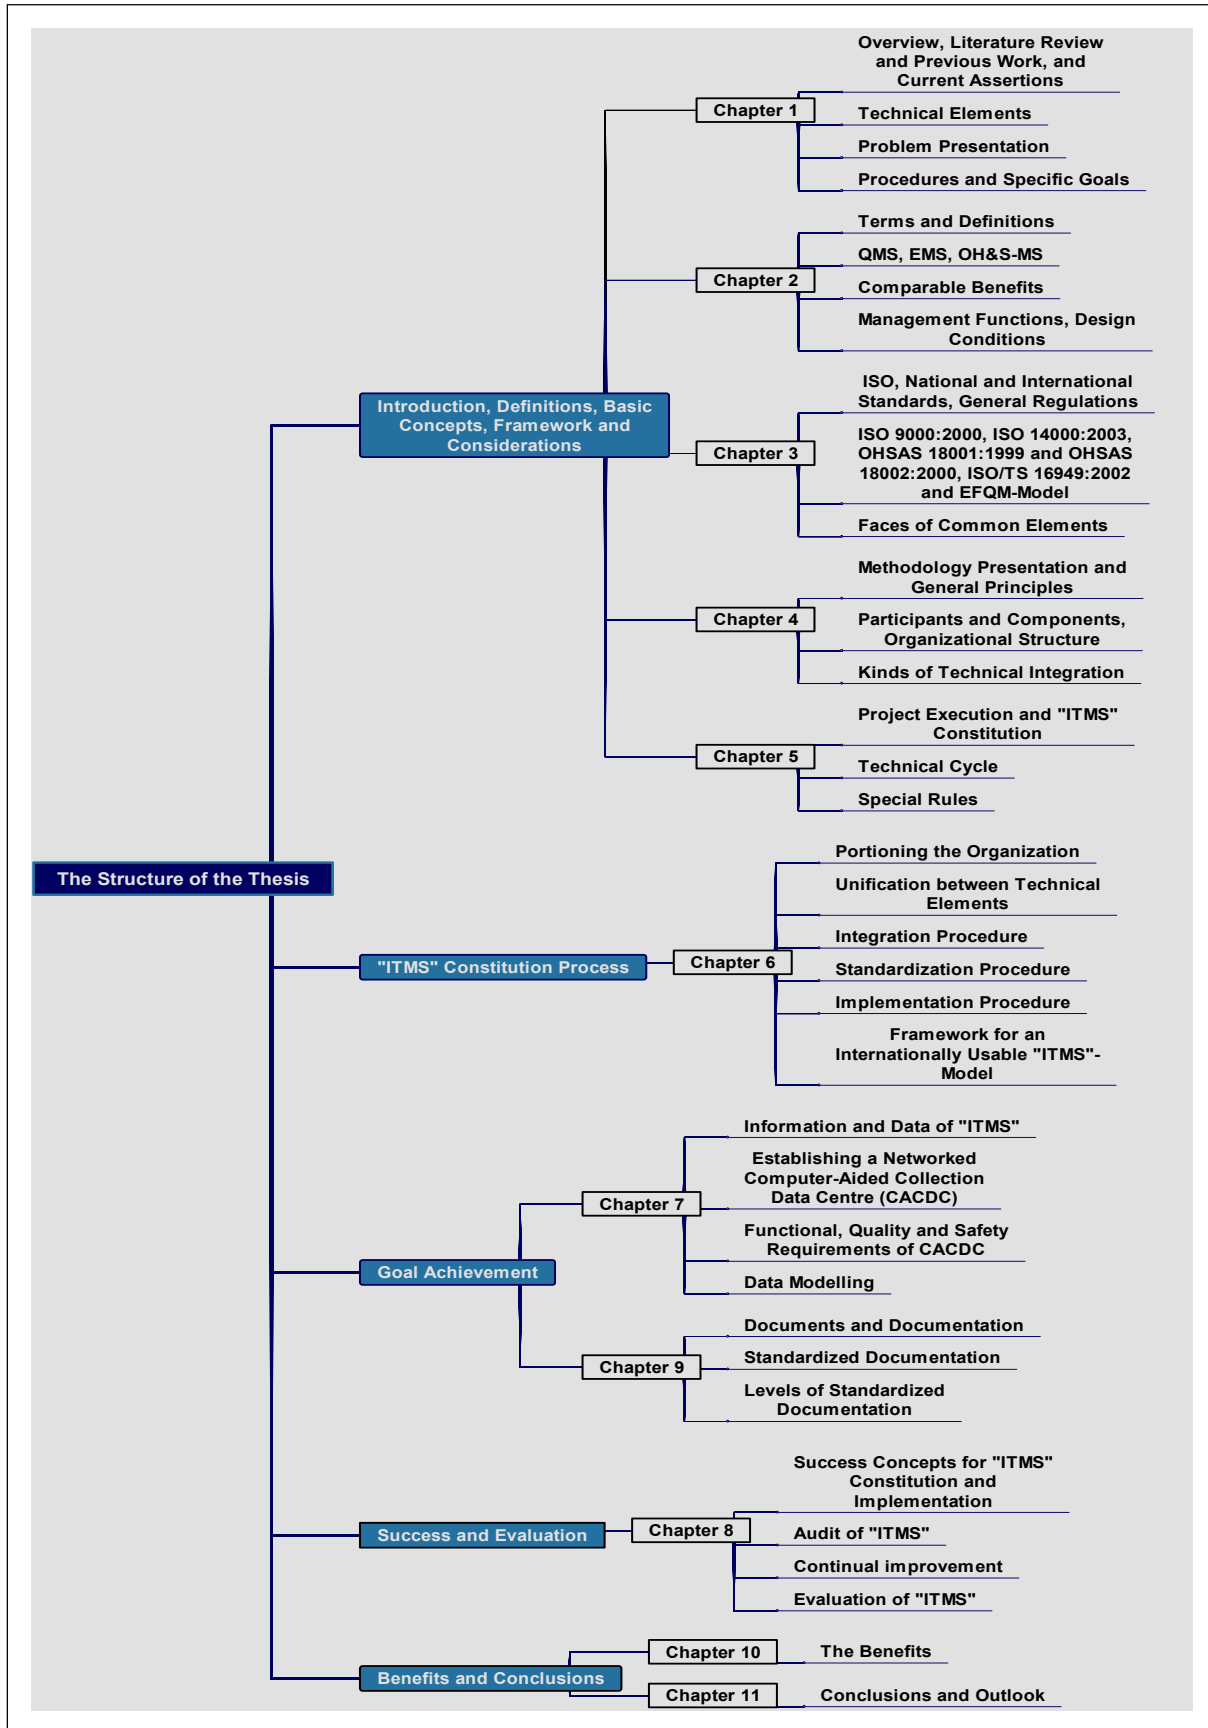 The Structure of the Thesis
Introduction, Definitions, Basic
Concepts, Framework and
Considerations
Chapter 1
Overview, Literature Review
and Previous Work, and
Current Assertions
Technical Elements
Problem Presentation
Procedures and Specific Goals
Chapter 2
Terms and Definitions
QMS, EMS, OH&S-MS
Comparable Benefits
Management Functions, Design
Conditions
Chapter 3
ISO, National and International
Standards, General Regulations
ISO 9000:2000, ISO 14000:2003,
OHSAS 18001:1999 and OHSAS
18002:2000, ISO/TS 16949:2002
and EFQM-Model
Faces of Common Elements
Chapter 4
Methodology Presentation and
General Principles
Participants and Components,
Organizational Structure
Kinds of Technical Integration
Chapter 5
Project Execution and "ITMS"
Constitution
Technical Cycle
Special Rules
"ITMS" Constitution Process
Chapter 6
Portioning the Organization
Unification between Technical
Elements
Integration Procedure
Standardization Procedure
Implementation Procedure
Framework for an
Internationally Usable "ITMS"-
Model
Goal Achievement
Chapter 7
Information and Data of "ITMS"
Establishing a Networked
Computer-Aided Collection
Data Centre (CACDC)
Functional, Quality and Safety
Requirements of CACDC
Data Modelling
Chapter 9
Documents and Documentation
Standardized Documentation
Levels of Standardized
Documentation
Success and Evaluation
Chapter 8
Success Concepts for "ITMS"
Constitution and
Implementation
Audit of "ITMS"
Continual improvement
Evaluation of "ITMS"
Benefits and Conclusions
Chapter 10
The Benefits
Chapter 11
Conclusions and Outlook